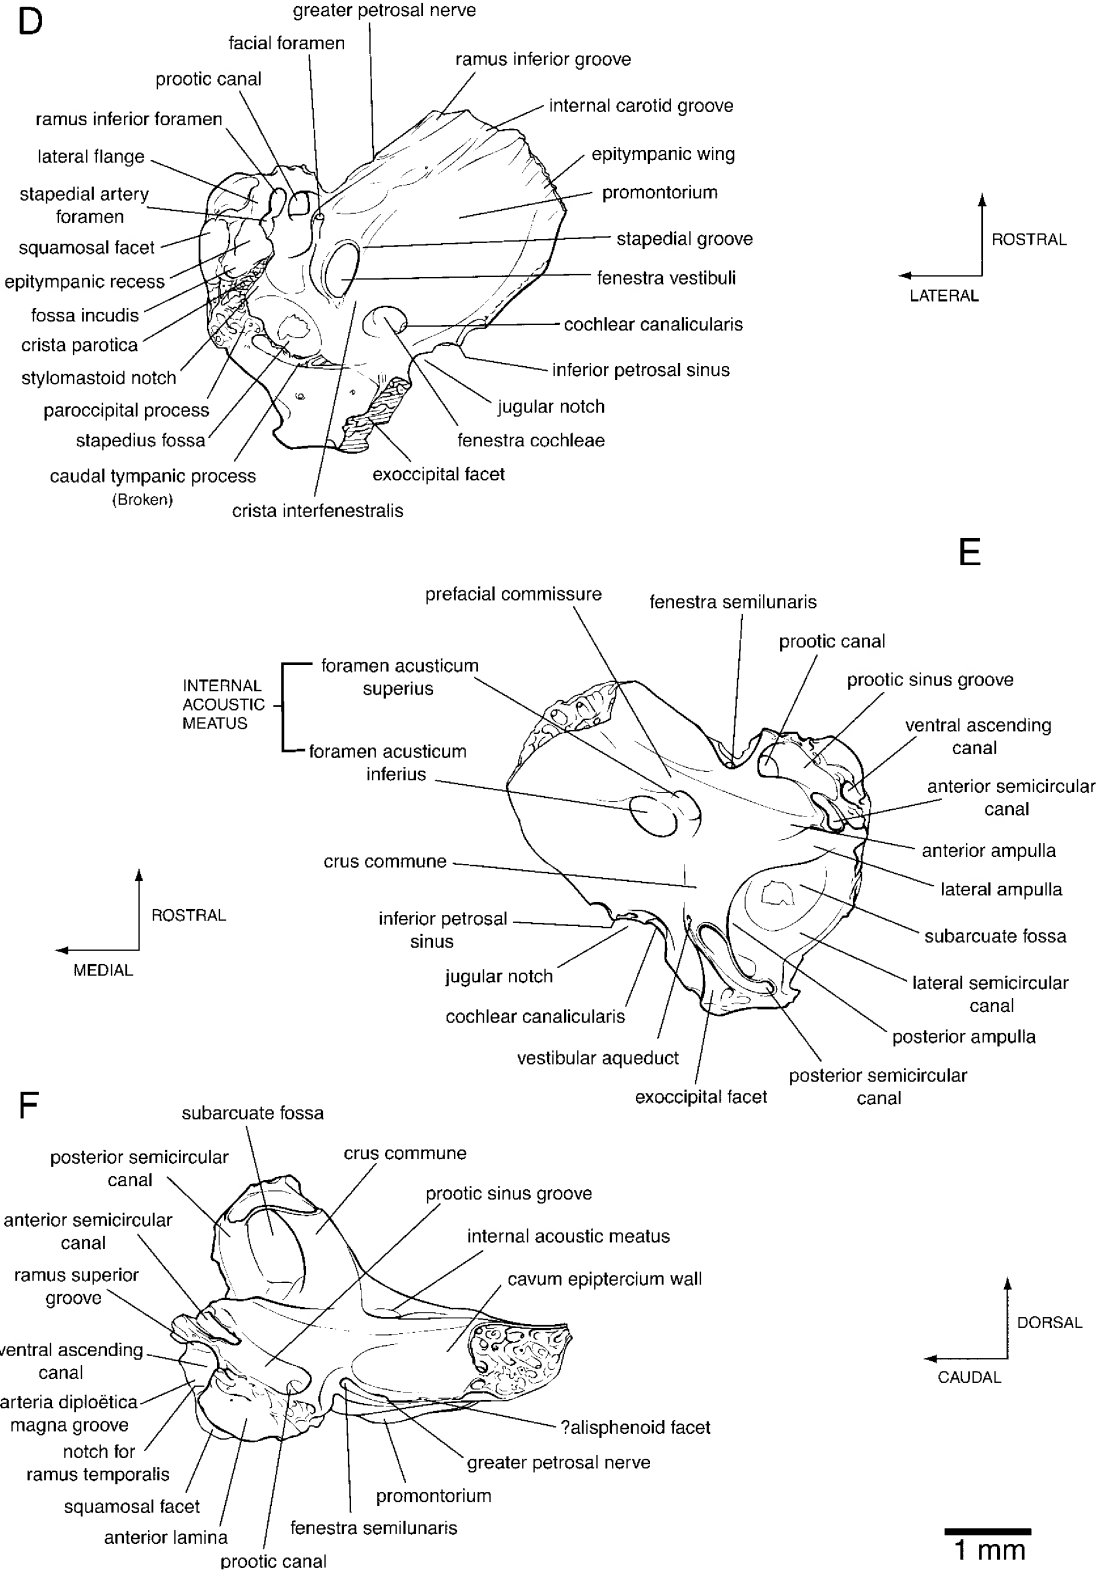 D
greater petrosal nerve
facial foramen
ramus inferior groove
prootic canal
internal carotid groove
ramus inferior foramen
epitympanic wing
lateral flange
promontorium
stapedial artery
foramen
stapedial groove
squamosal facet
epitympanic recess
fenestra vestibuli
fossa incudis
cochlear canalicularis
crista parotica
stylomastoid notch
inferior petrosal sinus
paroccipital process
jugular notch
stapedius fossa
fenestra cochleae
caudal tympanic process
(Broken)
exoccipital facet
crista interfenestralis
ROSTRAL
LATERAL
E
prefacial commissure
fenestra semilunaris
prootic canal
INTERNAL
ACOUSTIC
MEATUS
foramen acusticum
superius
prootic sinus groove
ventral ascending
canal
foramen acusticum
inferius
anterior semicircular
canal
anterior ampulla
crus commune
lateral ampulla
inferior petrosal
sinus
subarcuate fossa
jugular notch
lateral semicircular
canal
cochlear canalicularis
posterior ampulla
vestibular aqueduct
posterior semicircular
canal
exoccipital facet
ROSTRAL
MEDIAL
F
subarcuate fossa
posterior semicircular
canal
crus commune
prootic sinus groove
anterior semicircular
canal
internal acoustic meatus
ramus superior
groove
cavum epiptercium wall
ventral ascending
canal
arteria diploëtica
magna groove
?alisphenoid facet
notch for
ramus temporalis
greater petrosal nerve
squamosal facet
promontorium
anterior lamina
fenestra semilunaris
prootic canal
DORSAL
CAUDAL
1 mm